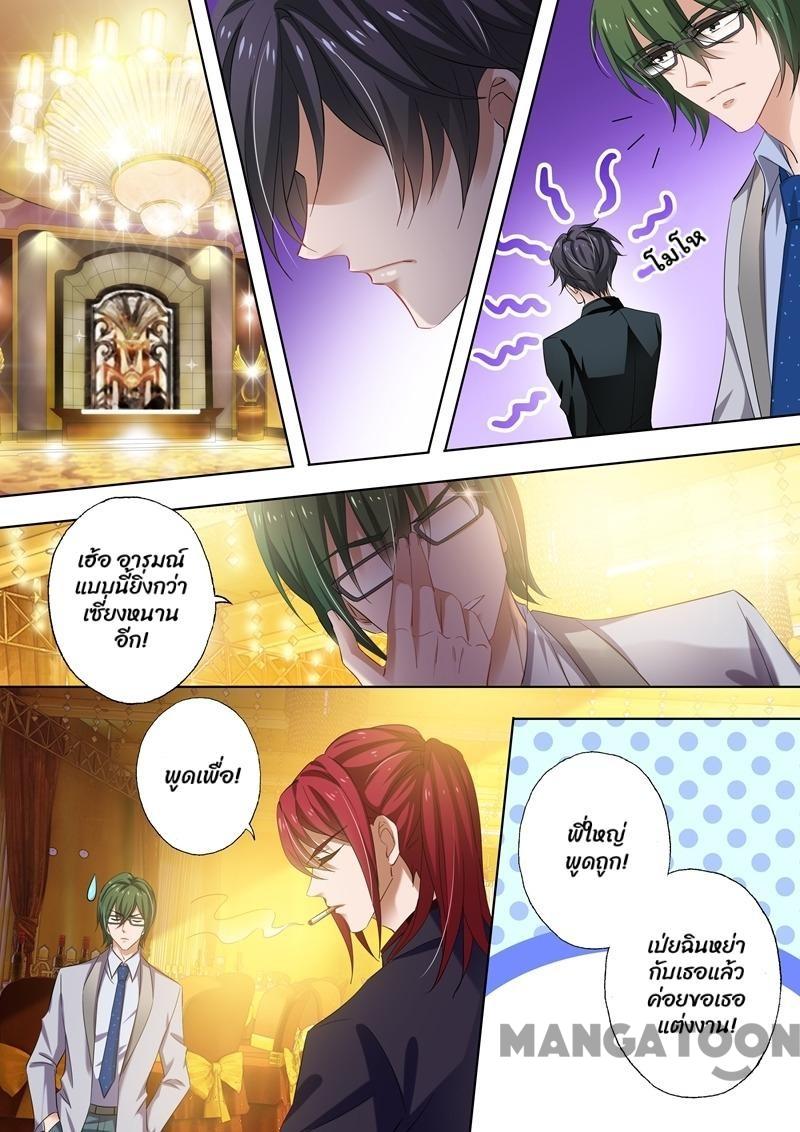 โมโห
เฮ้อ อารมณ์
แบบนี้ยิ่งกว่า
เซี่ยงหนาน
อีก!
พูดเพื่อ!
พี่ใหญ่
พูดถูก!
เป่ยฉินหย่า
กับเธอแล้ว
ค่อยขอเธอ
แต่งงาน!
MANGATOON